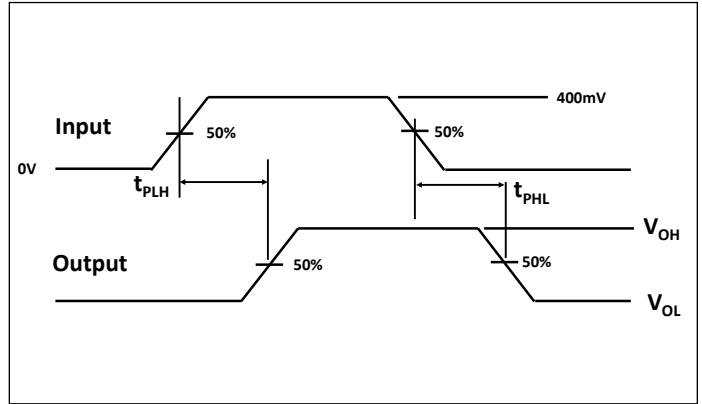 400mV
Input
50%
50%
0V
tPLH
tPHL
VOH
Output
50%
50%
VOL